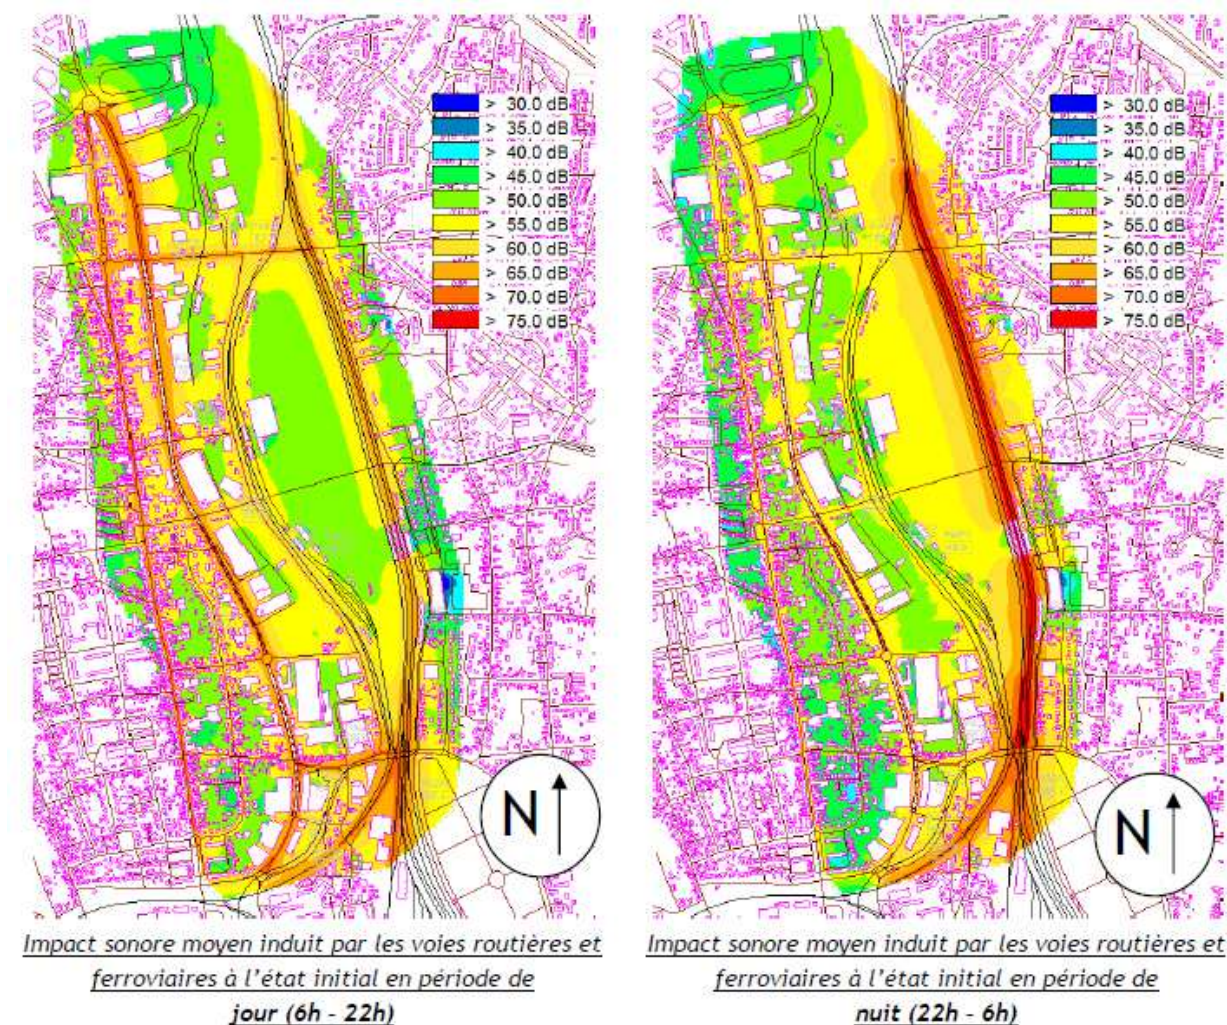 > 30.0 dB
> 35.0 dB
> 40.0 dB
> 45.0 dB
> 50.0 dB
> 55.0 dB
> 60.0 dB
> 65.0 dB
> 70.0 dB
> 75.0 dB
N
Impact sonore moyen induit par les voies routières et
ferroviaires à l'état initial en période de
jour (6h - 22h)
> 30.0 dB
> 35.0 dB
> 40.0 dB
> 45.0 dB
> 50.0 dB
> 55.0 dB
> 60.0 dB
> 65.0 dB
> 70.0 dB
> 75.0 dB
N
Impact sonore moyen induit par les voies routières et
ferroviaires à l'état initial en période de
nuit (22h - 6h)